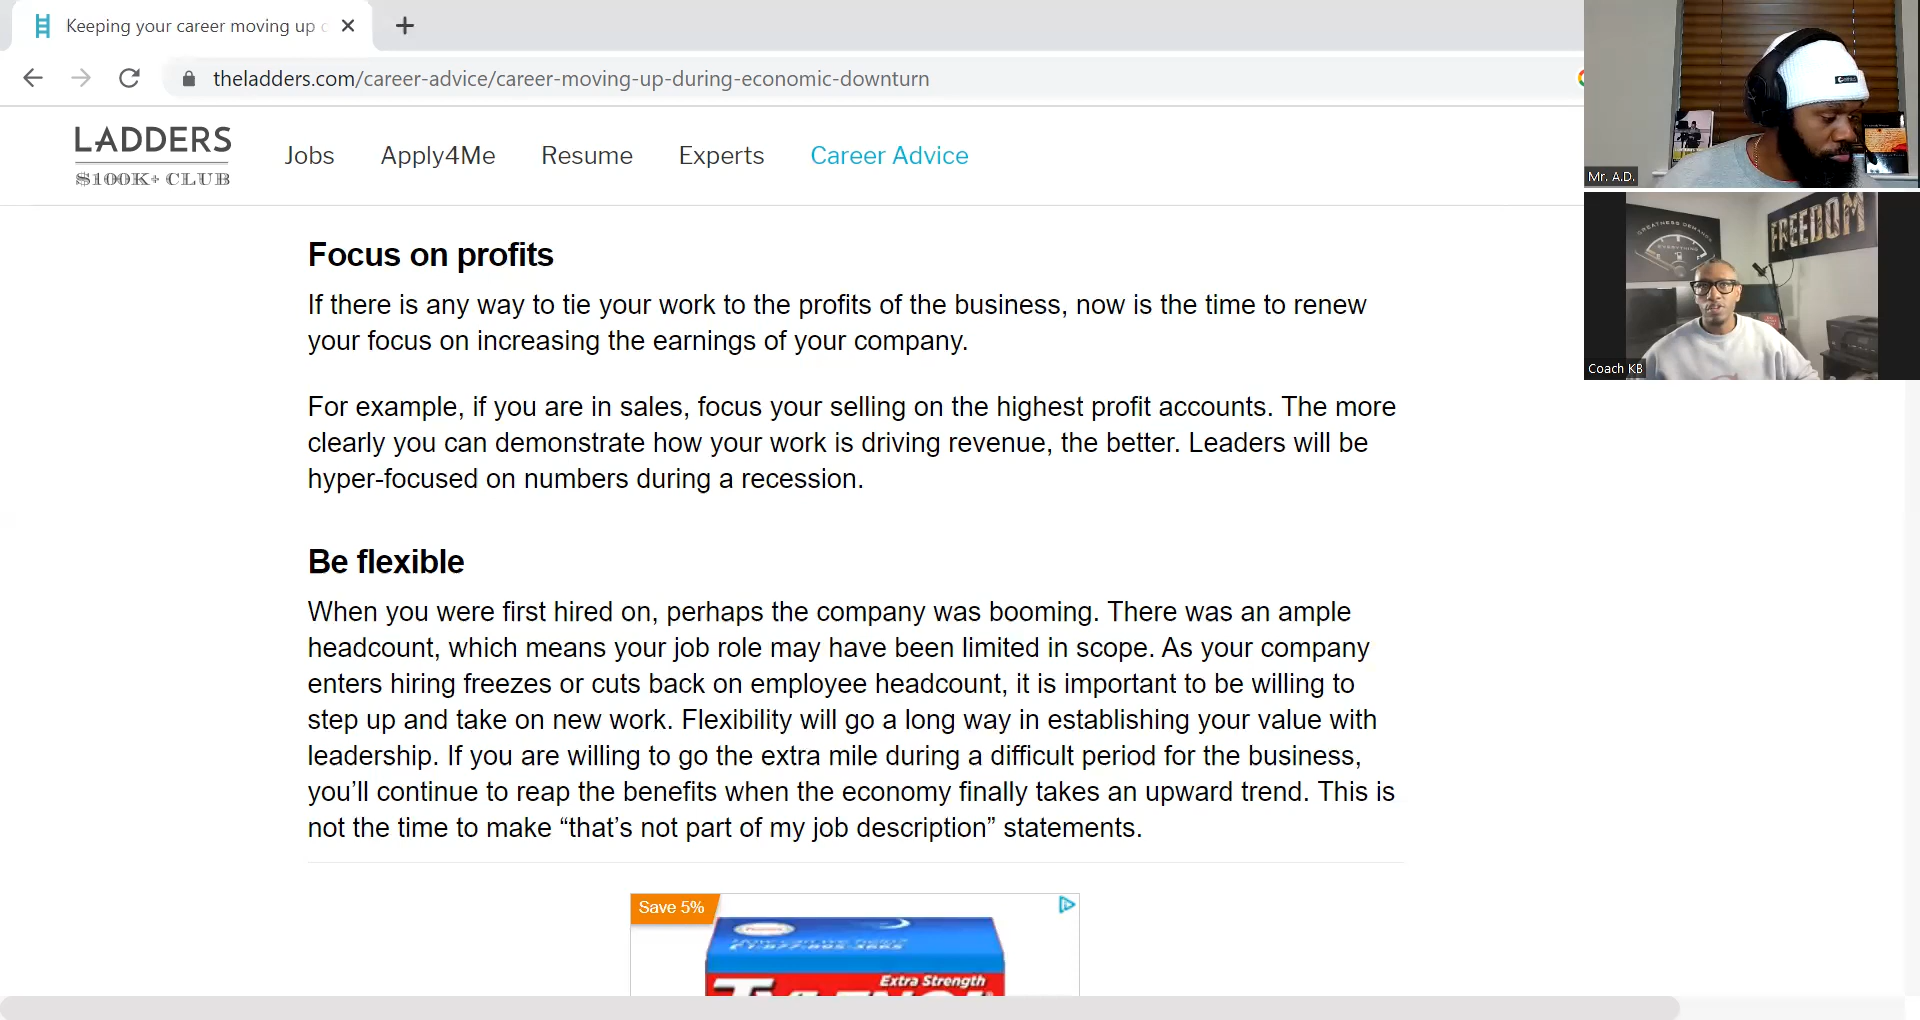 Keeping your career moving up
theladders.com/career-advice/career-moving-up-during-economic-downturn
LADDERS
$100K+ CLUB
Jobs
Apply4Me
Resume
Experts
Career Advice
Mr. A.D.
GREATNESS DEMANDS
EVERYTHING
FREEDOM
Coach KB
Focus on profits
If there is any way to tie your work to the profits of the business, now is the time to renew
your focus on increasing the earnings of your company.
For example, if you are in sales, focus your selling on the highest profit accounts. The more
clearly you can demonstrate how your work is driving revenue, the better. Leaders will be
hyper-focused on numbers during a recession.
Be flexible
When you were first hired on, perhaps the company was booming. There was an ample
headcount, which means your job role may have been limited in scope. As your company
enters hiring freezes or cuts back on employee headcount, it is important to be willing to
step up and take on new work. Flexibility will go a long way in establishing your value with
leadership. If you are willing to go the extra mile during a difficult period for the business,
you’ll continue to reap the benefits when the economy finally takes an upward trend. This is
not the time to make “that’s not part of my job description” statements.
Save 5%
Extra Strength
TYLENOL